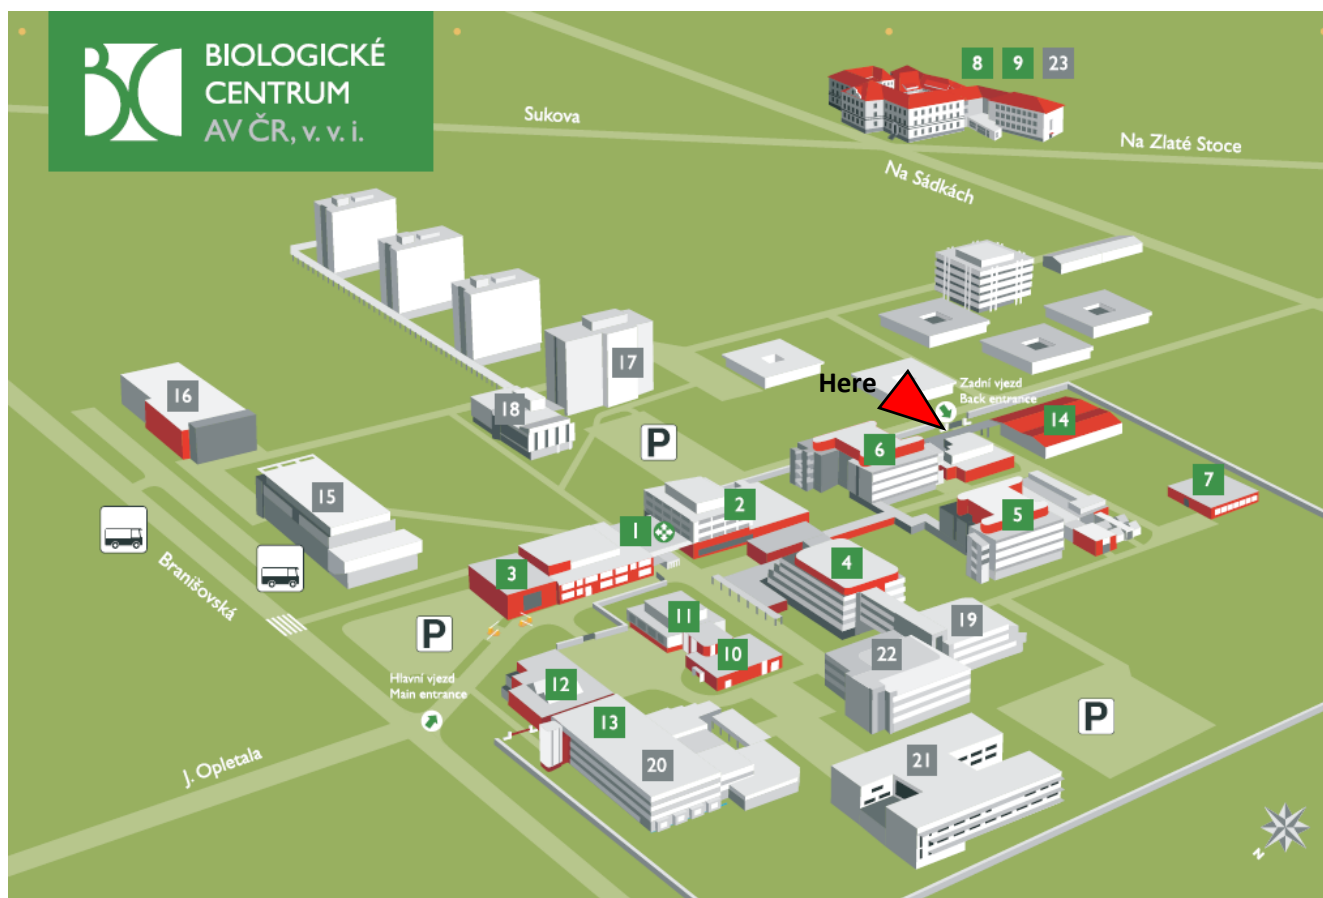 BIOLOGICKÉ
CENTRUM
AV ČR, v. v. i.
8 9 23
Sukova
Na Zlaté Stoce
Na Sádkách
17
16
18
Here
Zadní vjezd
Back entrance
14
P
6
7
15
2
5
1
3
4
Branišovská
P
11
19
10
22
Hlavní vjezd
Main entrance
12
13
P
J. Opletala
20
21
N